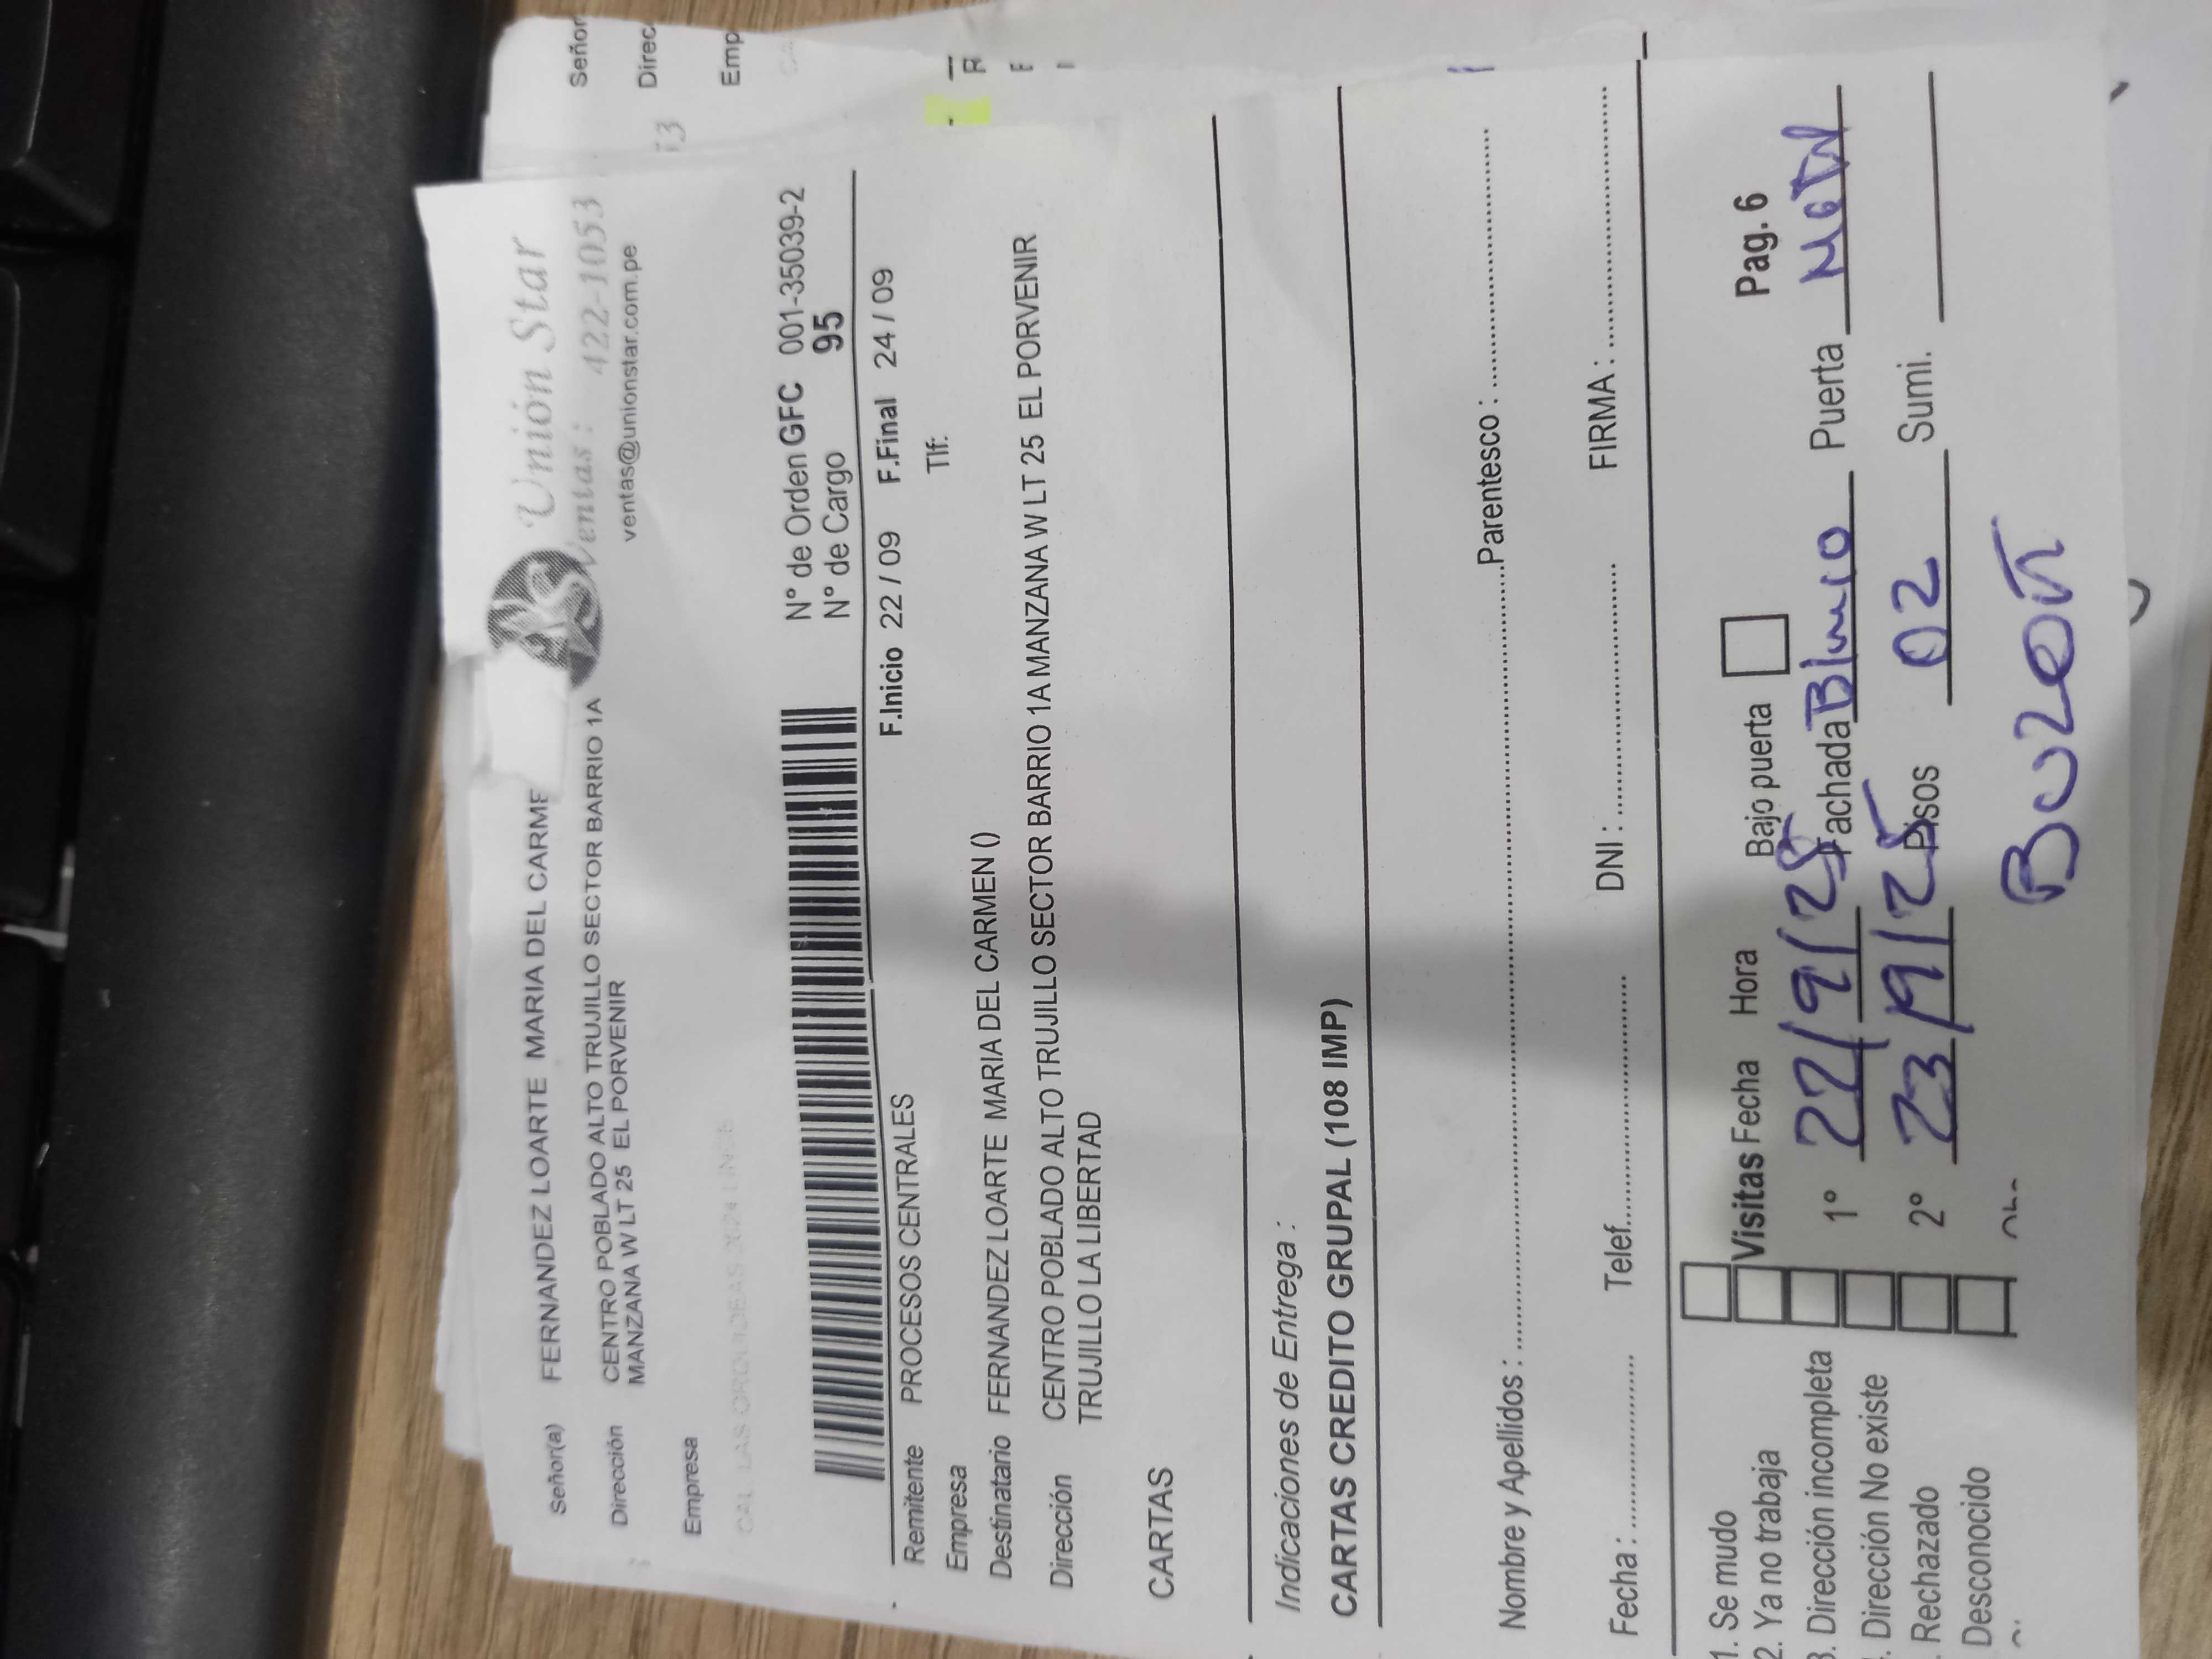 Señor(a) FERNANDEZ LOARTE MARIA DEL CARME
Dirección CENTRO POBLADO ALTO TRUJILLO SECTOR BARRIO 1A
MANZANA W LT 25 EL PORVENIR
Empresa
Unión Star
Ventas : 422-1053
ventas@unionstar.com.pe
N° de Orden GFC 001-35039-2
N° de Cargo 95
Remitente PROCESOS CENTRALES
F.Inicio 22 / 09 F.Final 24 / 09
Empresa
Tlf:
Destinatario FERNANDEZ LOARTE MARIA DEL CARMEN ()
Dirección CENTRO POBLADO ALTO TRUJILLO SECTOR BARRIO 1A MANZANA W LT 25 EL PORVENIR
TRUJILLO LA LIBERTAD
CARTAS
Indicaciones de Entrega :
CARTAS CREDITO GRUPAL (108 IMP)
Nombre y Apellidos : Parentesco :
Fecha : Telef. DNI : FIRMA :
1. Se mudo
2. Ya no trabaja Visitas Fecha Hora Bajo puerta Pag. 6
3. Dirección incompleta 1° 22/9/25 Fachada Puerta
. Dirección No existe
. Rechazado 2° 23/9/25 Pisos 02 Sumi.
Desconocido
Buzón
Señor
Direc
Emp